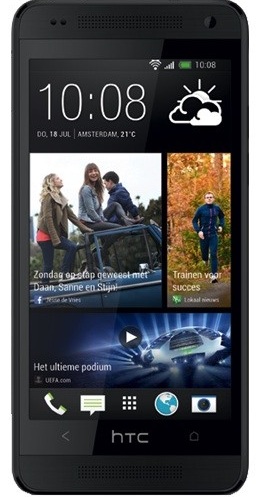 10:08
10:08
DO, 18 JUL | AMSTERDAM, 21°C
Zondag op stap geweest met
Daan, Sanne en Stijn!
Jesse de Vries
Trainen voor
succes
Lokaal nieuws
Het ultieme podium
UEFA.com
hTC